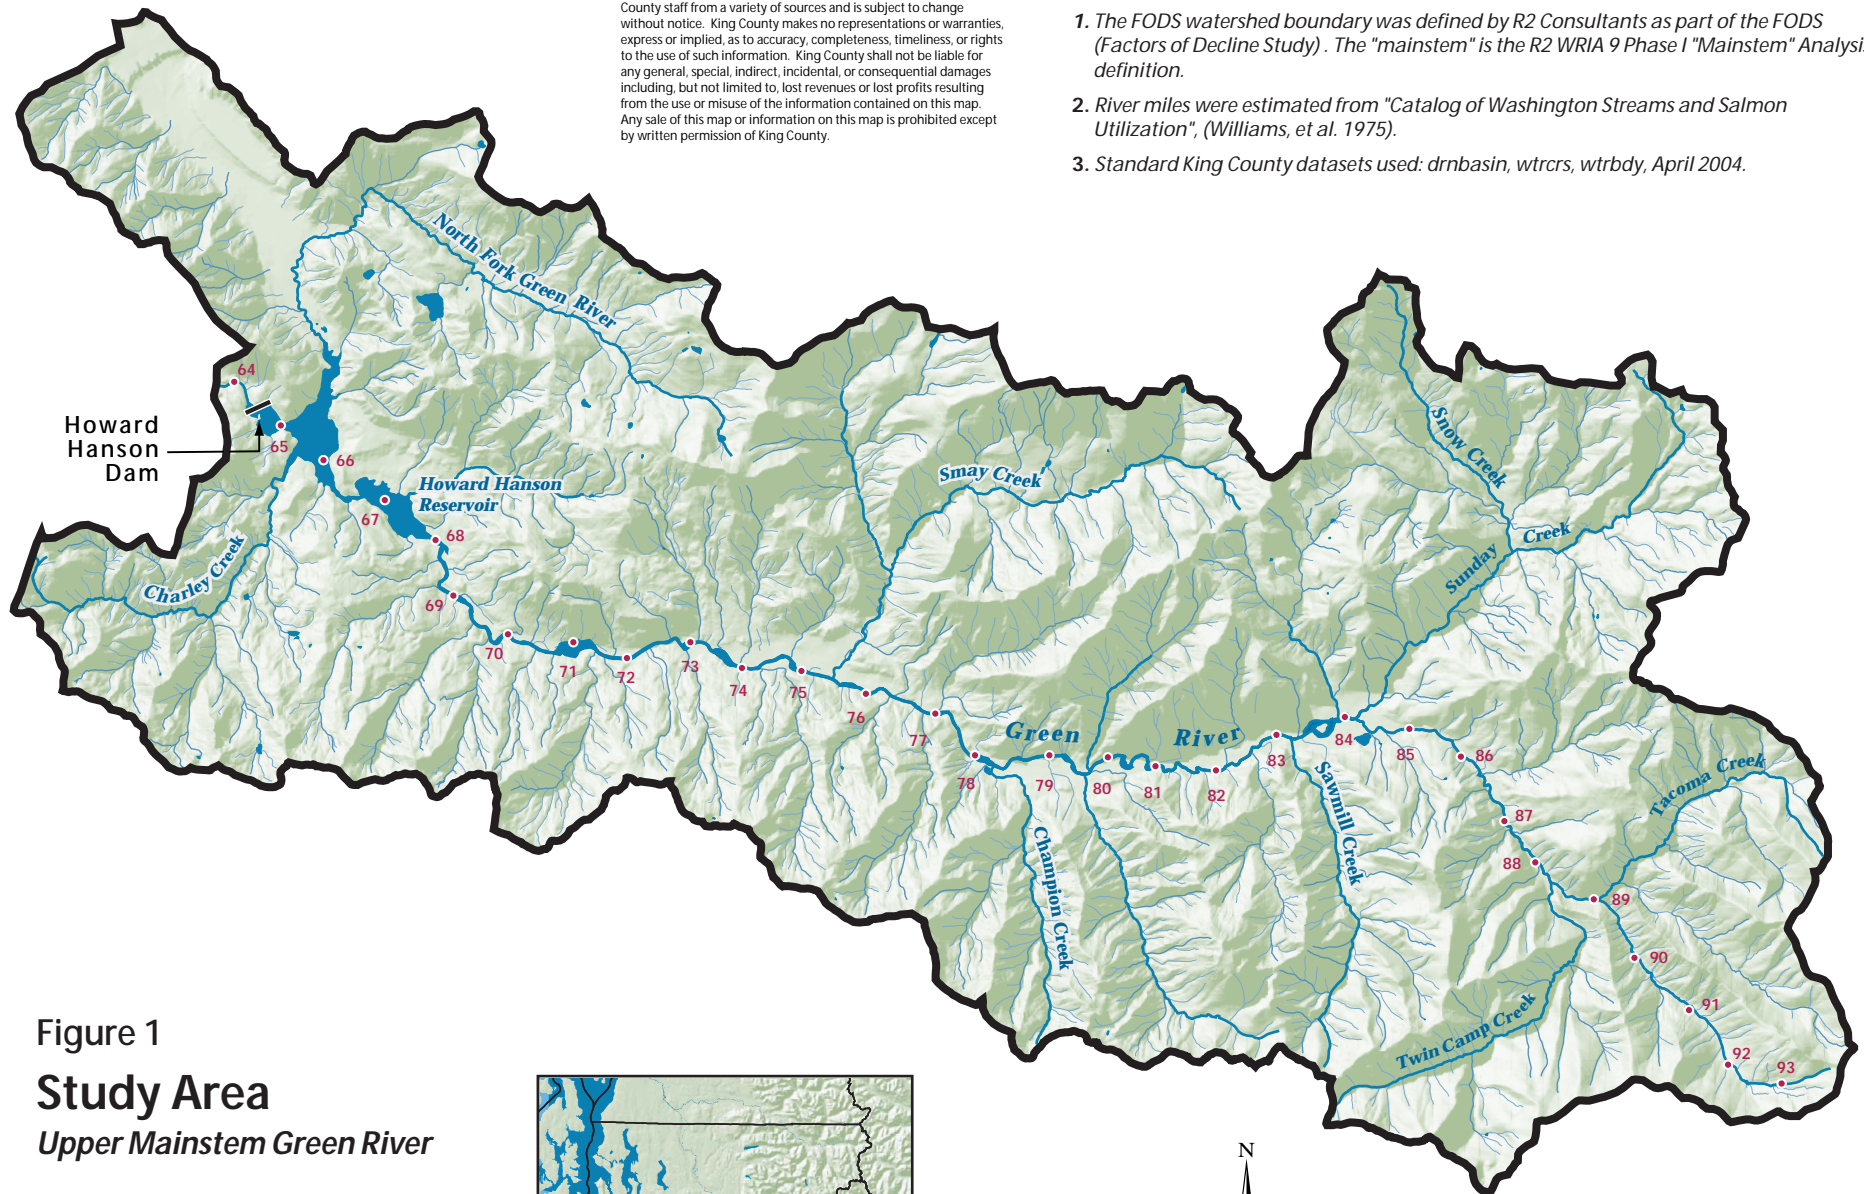 County staff from a variety of sources and is subject to change
without notice. King County makes no representations or warranties,
express or implied, as to accuracy, completeness, timeliness, or rights
to the use of such information. King County shall not be liable for
any general, special, indirect, incidental, or consequential damages
including, but not limited to, lost revenues or lost profits resulting
from the use or misuse of the information contained on this map.
Any sale of this map or information on this map is prohibited except
by written permission of King County.
1. The FODS watershed boundary was defined by R2 Consultants as part of the FODS
(Factors of Decline Study) . The "mainstem" is the R2 WRIA 9 Phase I "Mainstem" Analysis
definition.
2. River miles were estimated from "Catalog of Washington Streams and Salmon
Utilization", (Williams, et al. 1975).
3. Standard King County datasets used: drnbasin, wtrcrs, wtrbdy, April 2004.
North Fork Green River
64
Howard
Hanson
Dam
65
66
67
Howard Hanson
Reservoir
68
Charley Creek
69
70
71
72
73
74
75
76
77
78
79
80
81
82
83
84
85
86
87
88
89
90
91
92
93
Smay Creek
Snow Creek
Sunday Creek
Green River
Sawmill Creek
Champion Creek
Tacoma Creek
Twin Camp Creek
Figure 1
Study Area
Upper Mainstem Green River
N